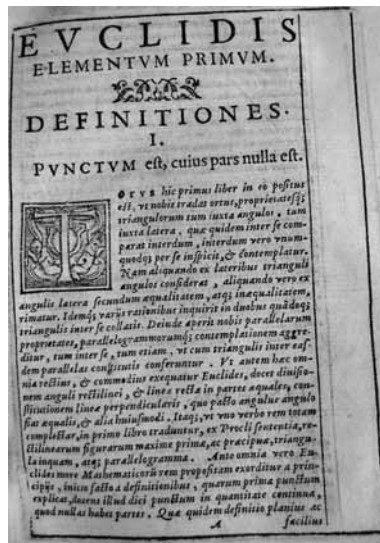 EVCLIDIS
ELEMENTVM PRIMVM.
DEFINITIONES.
I.
PVNCTVM est, cuius pars nulla est.
TOTVS hic primus liber in eo positus
est, vt nobis tradat ortus, proprietatesq;
triangulorum tum iuxta angulos, tum
iuxta latera, quæ quidem inter se com-
parat interdum, interdum vero vnum-
quodq; per se inspicit, & contemplatur.
Nam aliquando ex lateribus trianguli
angulos considerat, aliquando vero ex
angulis latera secundum æqualitatem, atq; inæqualitatem,
rimatur. Idemq; varijs rationibus inquirit in duobus quãdoq;
triangulis inter se collatis. Deinde aperit nobis parallelarum
proprietates, parallelogrammorumq; contemplationem aggre-
ditur, tum inter se, tum etiam, vt cum triangulis inter eas-
dem parallelas constitutis conferuntur. Vt autem hæc om-
nia rectius, & commodius exequatur Euclides, docet diuisio-
nem anguli rectilinei, & lineæ rectæ in partes æquales, con-
stitutionem lineæ perpendicularis, quo pacto angulus angulo
fiat æqualis, & alia huiusmodi. Itaq; vt vno verbo rem totam
complectar, in primo libro traduntur, ex Procli sententia, re-
ctilinearum figurarum maxime primæ, ac præcipuæ, triangu-
la inquam, atq; parallelogramma. Ante omnia vero Eu-
clides more Mathematicorũ rem propositam exorditur a prin-
cipijs, initio facto a definitionibus, quarum prima punctum
explicat, docens illud dici punctum in quantitate continua,
quod nullas habet partes. Quæ quidem definitio planius ac
A facilius